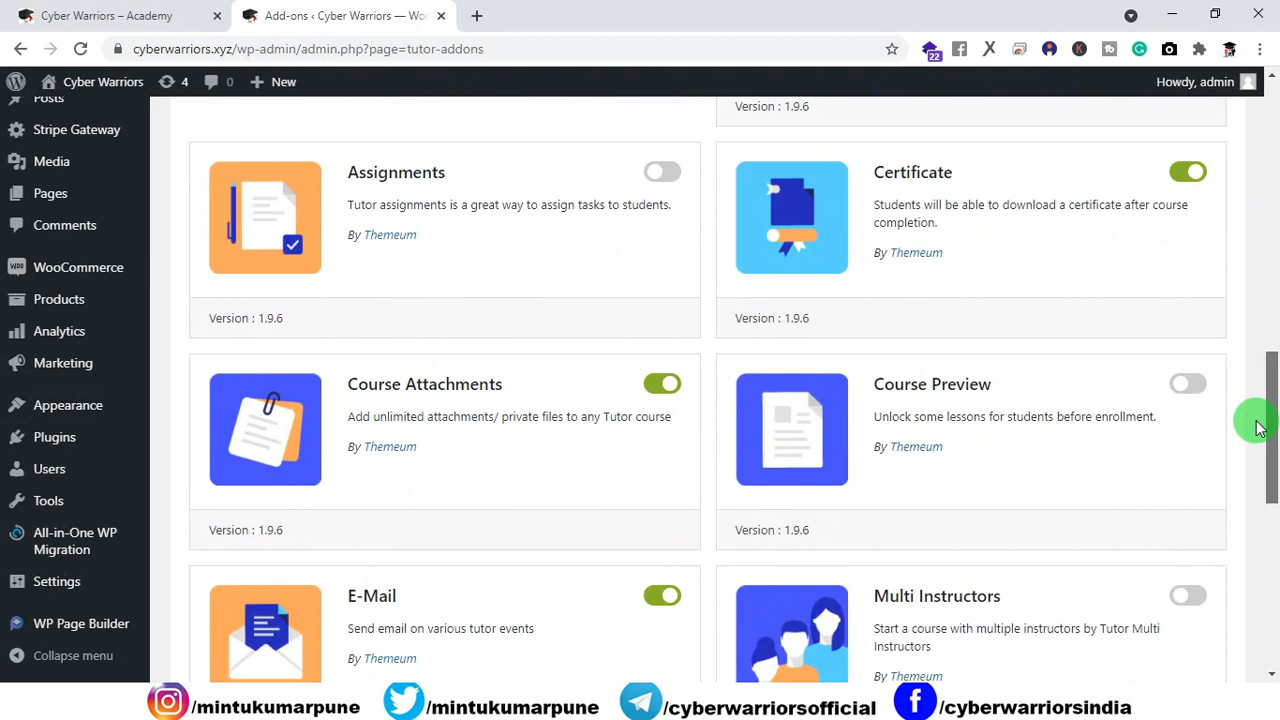 Cyber Warriors – Academy
Add-ons ‹ Cyber Warriors — Wor
cyberwarriors.xyz/wp-admin/admin.php?page=tutor-addons
22
Cyber Warriors
4
0
New
Howdy, admin
Posts
Stripe Gateway
Media
Pages
Comments
WooCommerce
Products
Analytics
Marketing
Appearance
Plugins
Users
Tools
All-in-One WP
Migration
Settings
WP Page Builder
Collapse menu
Version : 1.9.6
Assignments
Tutor assignments is a great way to assign tasks to students.
By Themeum
Version : 1.9.6
Certificate
Students will be able to download a certificate after course
completion.
By Themeum
Version : 1.9.6
Course Attachments
Add unlimited attachments/ private files to any Tutor course
By Themeum
Version : 1.9.6
Course Preview
Unlock some lessons for students before enrollment.
By Themeum
Version : 1.9.6
E-Mail
Send email on various tutor events
By Themeum
Multi Instructors
Start a course with multiple instructors by Tutor Multi
Instructors
By Themeum
/mintukumarpune
/mintukumarpune
/cyberwarriorsofficial
/cyberwarriorsindia